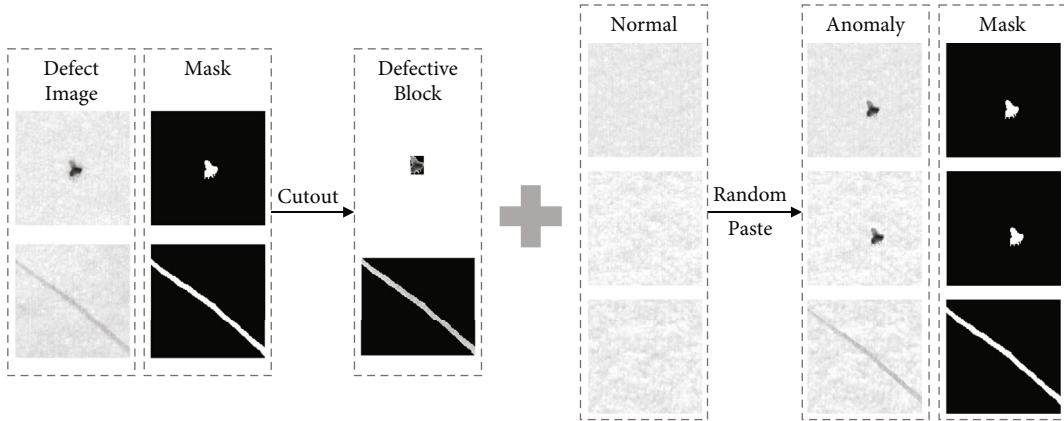 Defect
Image
Mask
Cutout
Defective
Block
Normal
Random
Paste
Anomaly
Mask